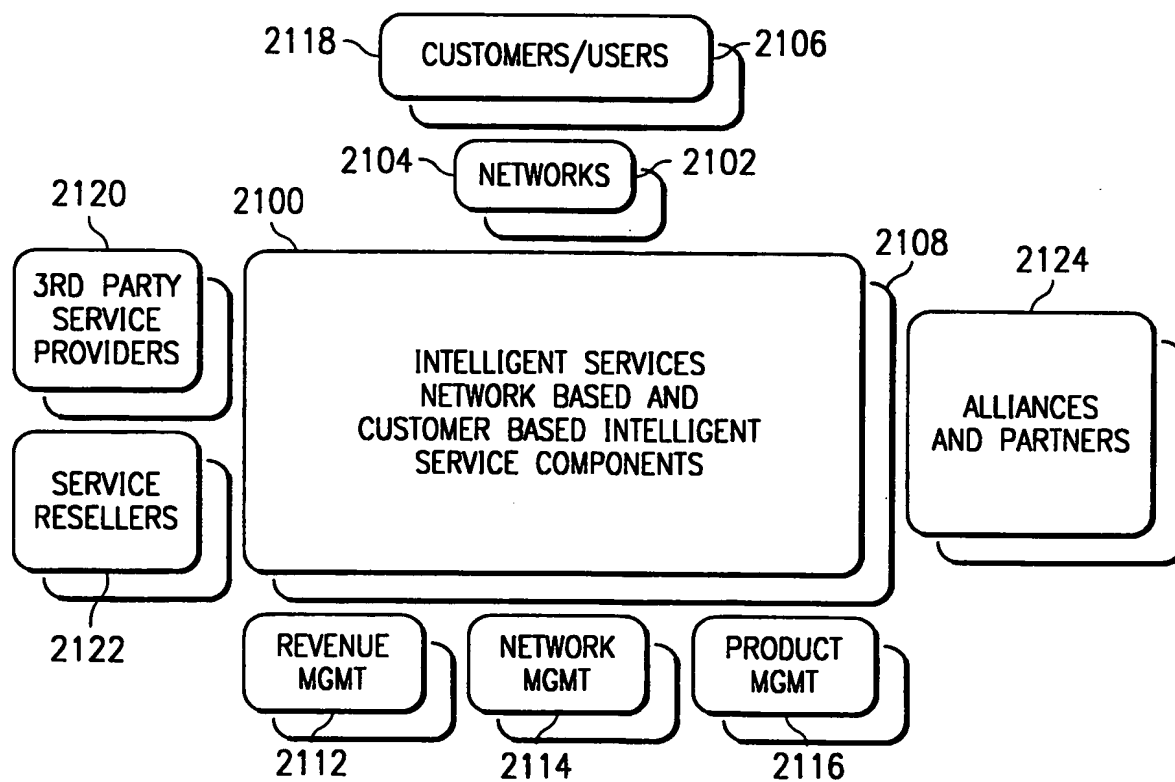 2118
CUSTOMERS/USERS
2106
2104
NETWORKS
2102
2120
2100
2108
2124
3RD PARTY
SERVICE
PROVIDERS
INTELLIGENT SERVICES
NETWORK BASED AND
CUSTOMER BASED INTELLIGENT
SERVICE COMPONENTS
ALLIANCES
AND PARTNERS
SERVICE
RESELLERS
2122
REVENUE
MGMT
NETWORK
MGMT
PRODUCT
MGMT
2112
2114
2116